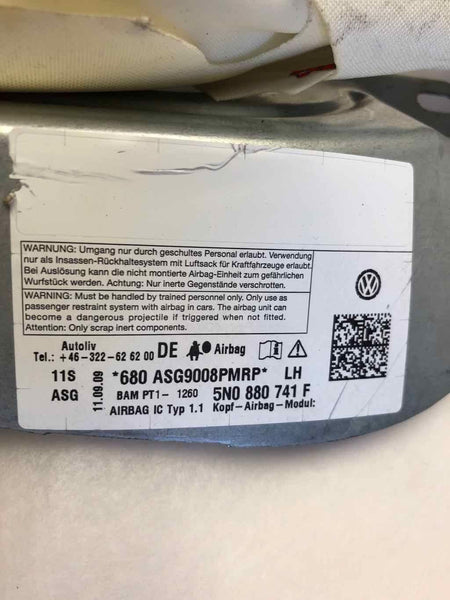 WARNUNG: Umgang nur durch geschultes Personal erlaubt. Verwendung
nur als Insassen-Rückhaltesystem mit Luftsack für Kraftfahrzeuge erlaubt.
Bei Auslösung kann die nicht montierte Airbag-Einheit zu gefährdendem
Wurfstück werden. Achtung: Nur inerte Gegenstände verschrotten.
WARNING: Must be handled by trained personnel only. Only use as
passenger restraint system with airbag in cars. The airbag unit can
become a dangerous projectile if triggered when not fitted.
Attention: Only scrap inert components.
Autoliv
Tel.: +46-322-62 62 00 DE Airbag
11S 11.06.09 *680 ASG9008PMRP* LH
ASG BAM PT1- 1260 5N0 880 741 F
AIRBAG IC Typ 1.1 Kopf-Airbag-Modul: